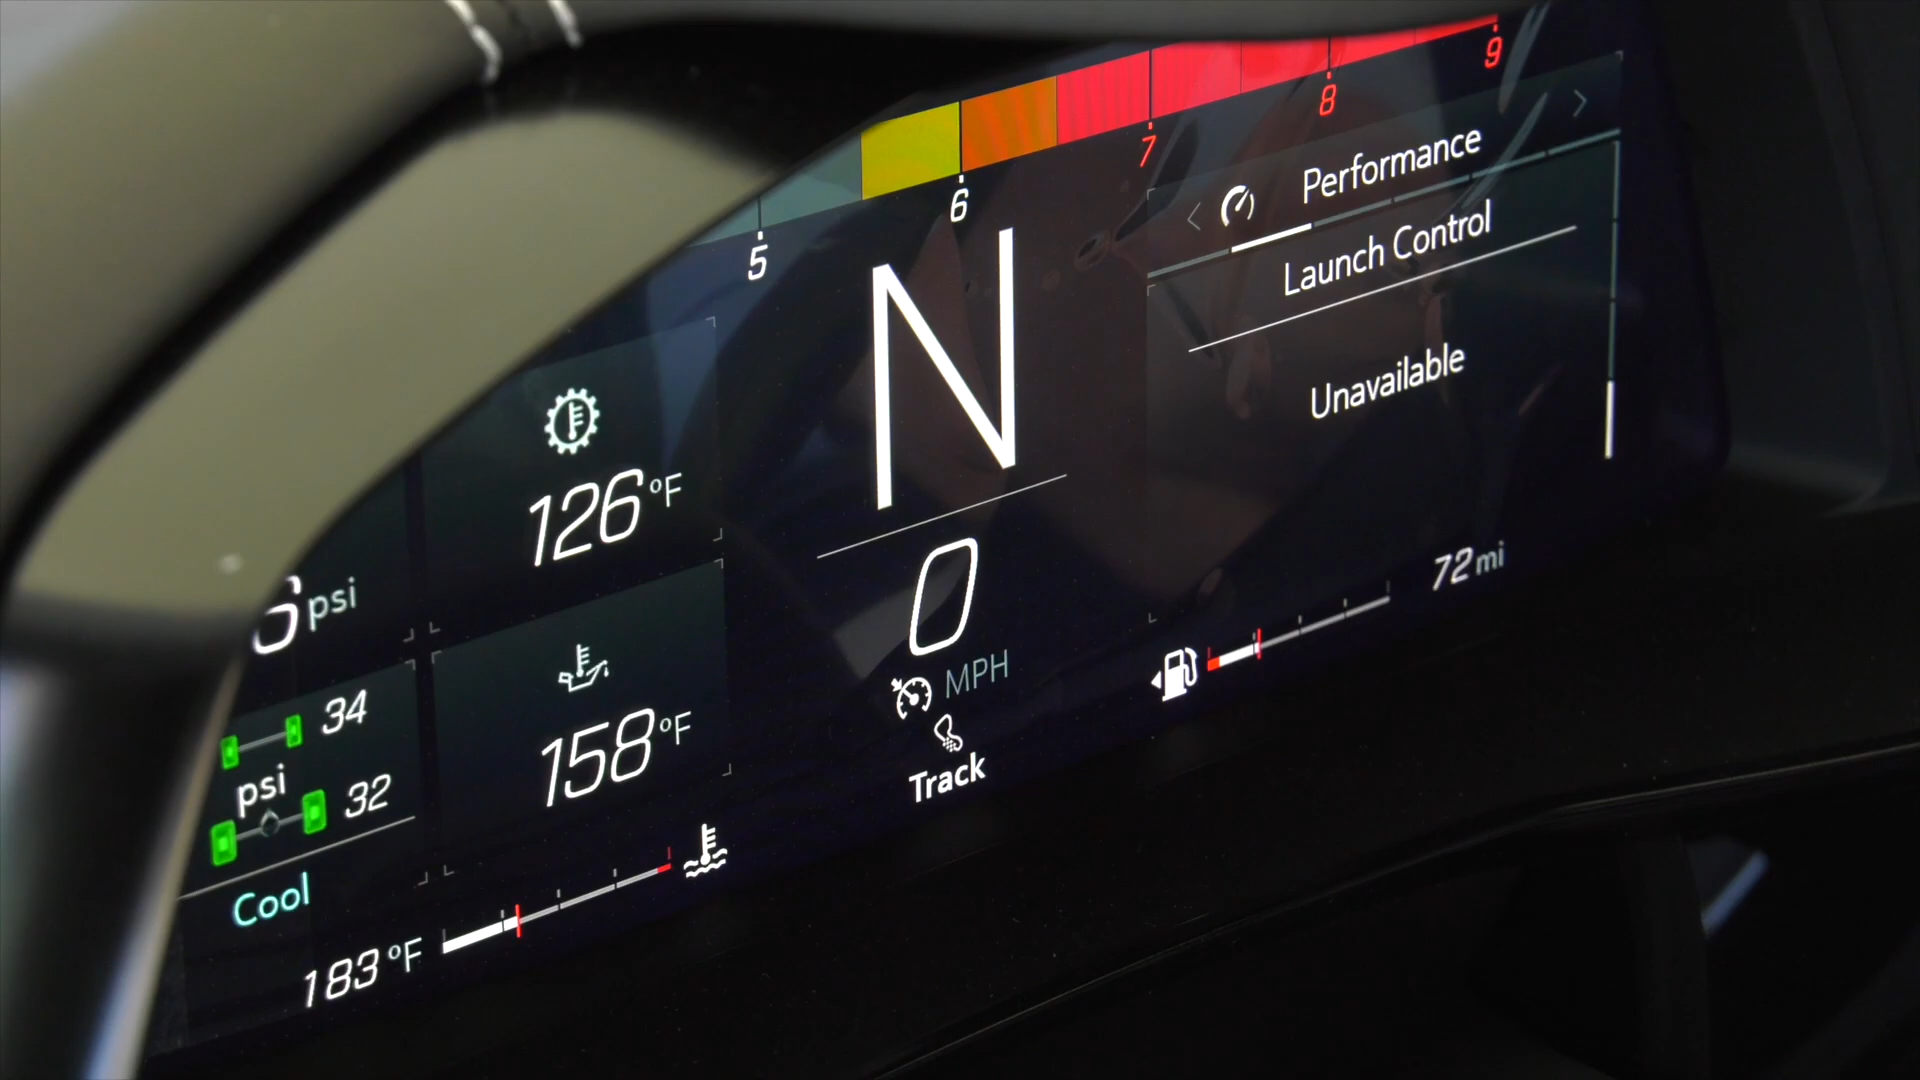 9
8
7
6
5
Performance
Launch Control
Unavailable
N
126 °F
psi
0
MPH
72 mi
158 °F
34
psi
32
Track
Cool
183 °F